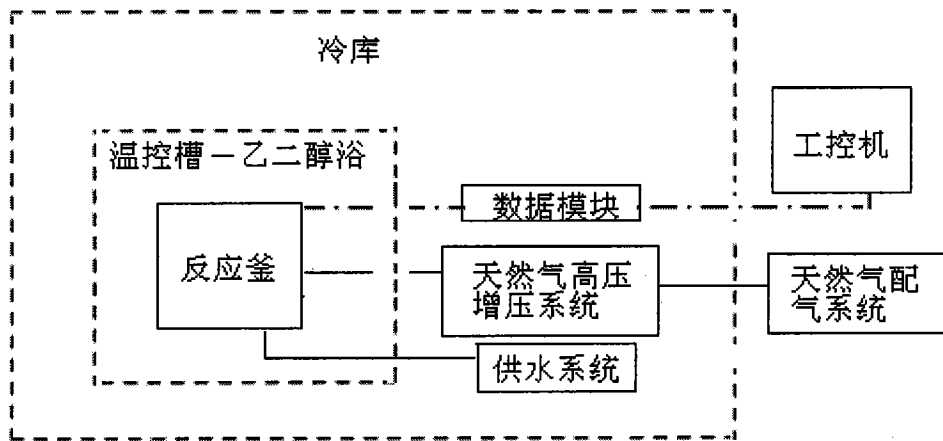 冷库
工控机
温控槽－乙二醇浴
数据模块
反应釜
天然气高压
增压系统
天然气配
气系统
供水系统